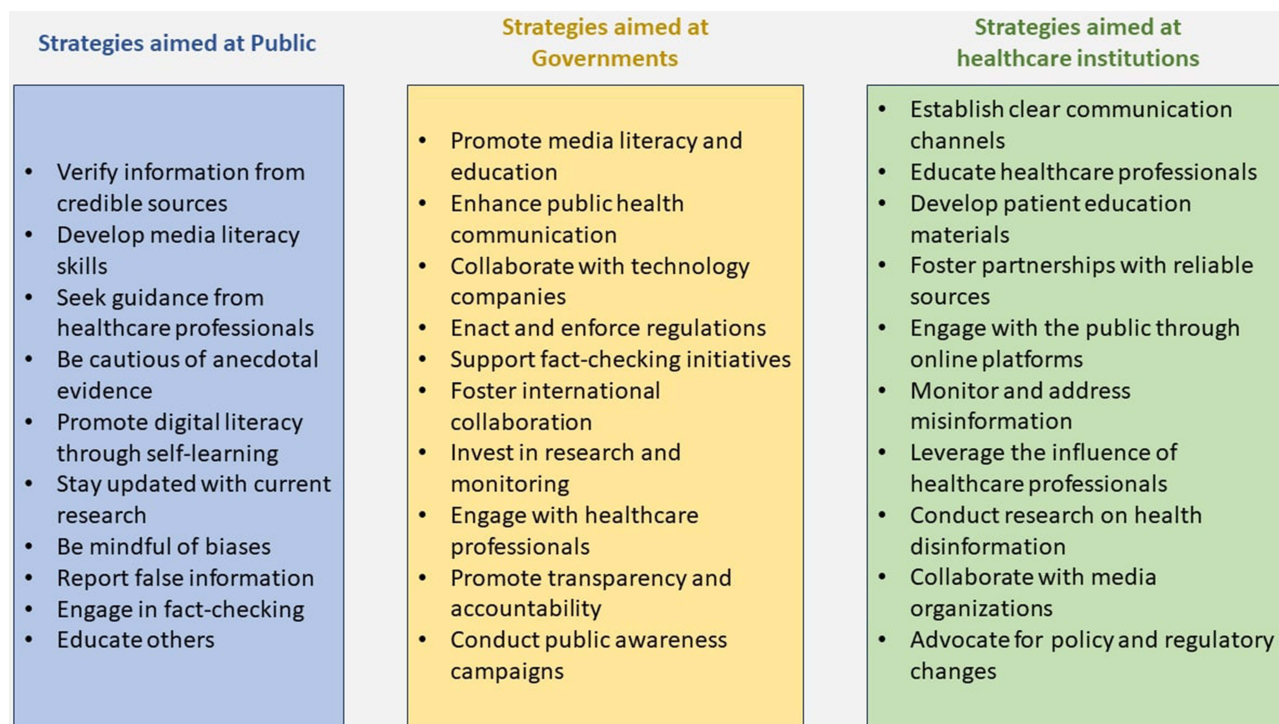 Strategies aimed at Public
• Verify information from
credible sources
• Develop media literacy
skills
• Seek guidance from
healthcare professionals
• Be cautious of anecdotal
evidence
• Promote digital literacy
through self-learning
• Stay updated with current
research
• Be mindful of biases
• Report false information
• Engage in fact-checking
• Educate others
Strategies aimed at
Governments
• Promote media literacy and
education
• Enhance public health
communication
• Collaborate with technology
companies
• Enact and enforce regulations
• Support fact-checking initiatives
• Foster international
collaboration
• Invest in research and
monitoring
• Engage with healthcare
professionals
• Promote transparency and
accountability
• Conduct public awareness
campaigns
Strategies aimed at
healthcare institutions
• Establish clear communication
channels
• Educate healthcare professionals
• Develop patient education
materials
• Foster partnerships with reliable
sources
• Engage with the public through
online platforms
• Monitor and address
misinformation
• Leverage the influence of
healthcare professionals
• Conduct research on health
disinformation
• Collaborate with media
organizations
• Advocate for policy and regulatory
changes